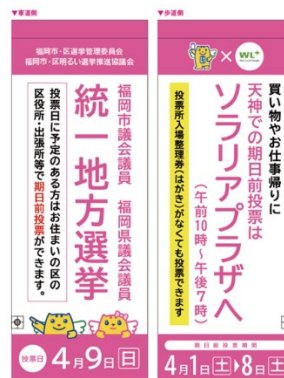 ▼車道側
福岡市・区選挙管理委員会
福岡市・区明るい選挙推進協議会
福岡市議会議員 福岡県議会議員
統一地方選挙
投票日に予定のある方はお住まいの区の
区役所・出張所等で期日前投票ができます。
投票日 4月9日日
▼歩道側
×
WL+
買い物やお仕事帰りに
天神での期日前投票は
ソラリアプラザへ
(午前10時~午後7時)
投票所入場整理券(はがき)がなくても投票できます
期日前投票期間
4月1日土▶8日土